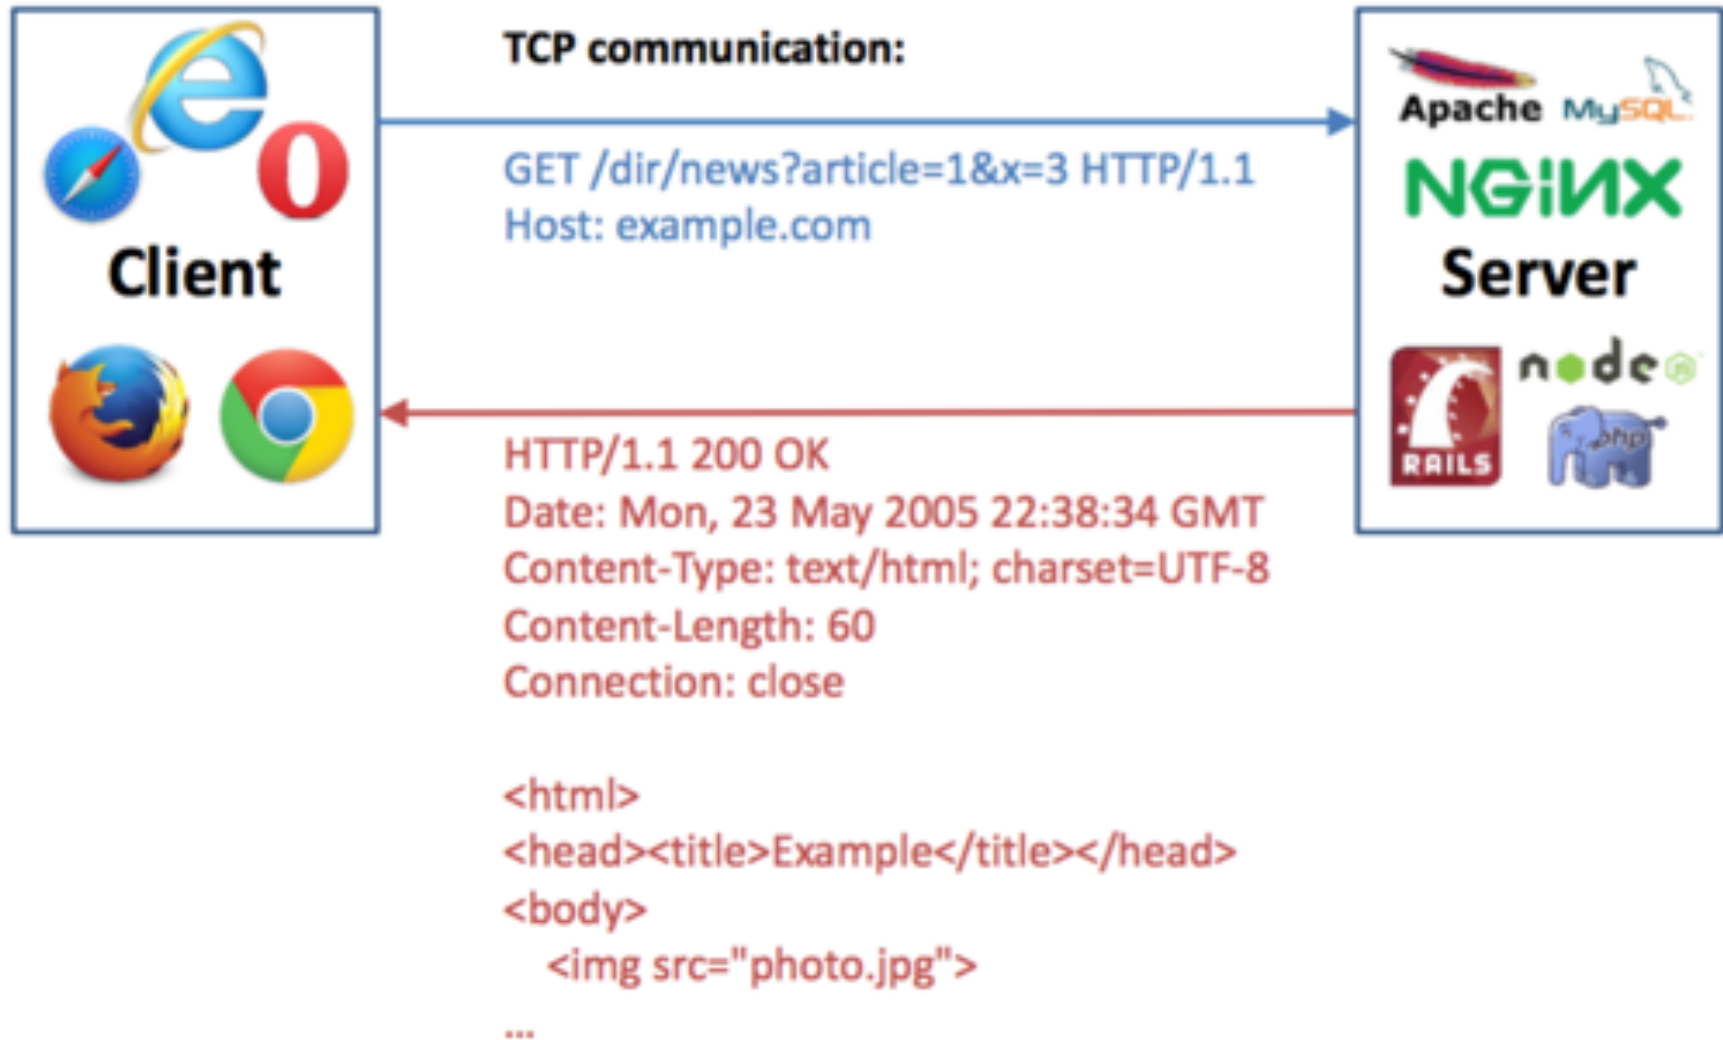 TCP communication:
GET /dir/news?article=1&x=3 HTTP/1.1
Host: example.com
Client
Apache MySQL
NGINX
Server
RAILS
node
JS
php
HTTP/1.1 200 OK
Date: Mon, 23 May 2005 22:38:34 GMT
Content-Type: text/html; charset=UTF-8
Content-Length: 60
Connection: close
<html>
<head><title>Example</title></head>
<body>
<img src="photo.jpg">
...